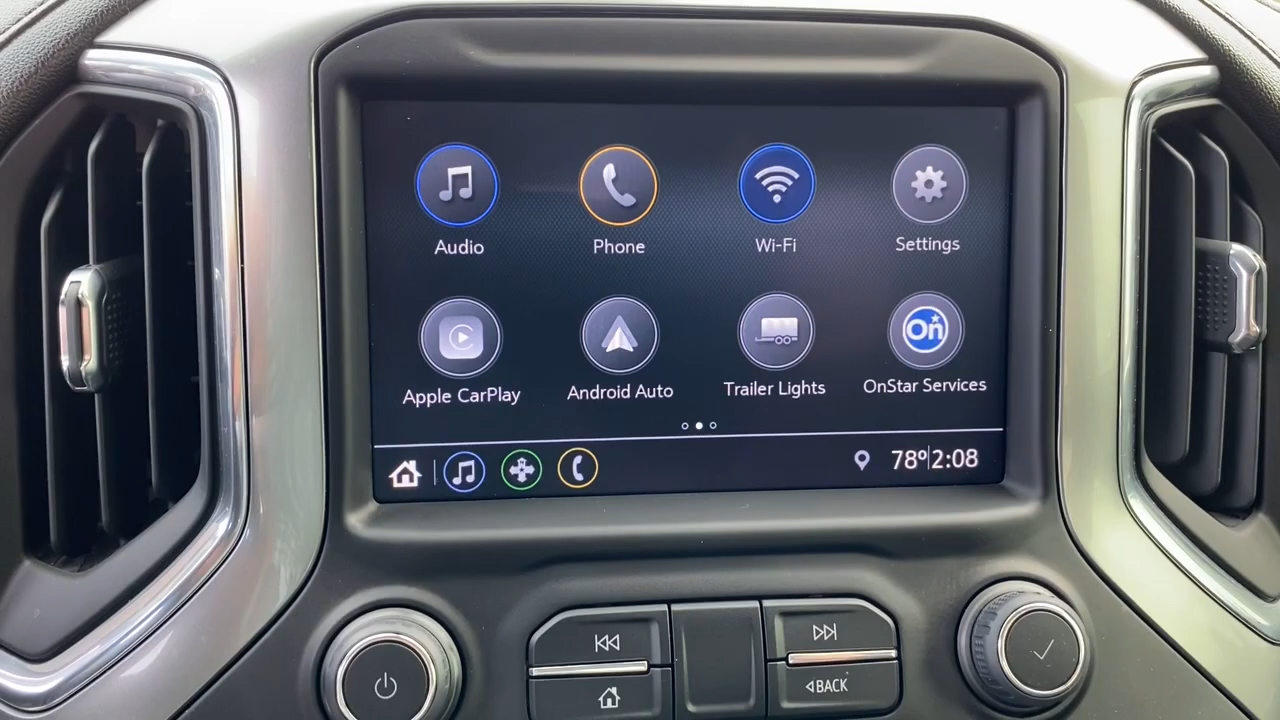 Audio Phone Wi-Fi Settings
On
Apple CarPlay Android Auto Trailer Lights OnStar Services
78° 2:08
BACK